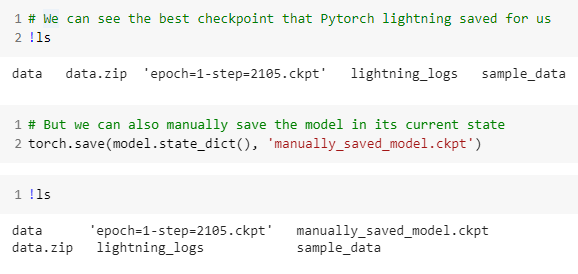 1 # We can see the best checkpoint that Pytorch lightning saved for us
2 !ls
data data.zip 'epoch=1-step=2105.ckpt' lightning_logs sample_data
1 # But we can also manually save the model in its current state
2 torch.save(model.state_dict(), 'manually_saved_model.ckpt')
1 !ls
data 'epoch=1-step=2105.ckpt' manually_saved_model.ckpt
data.zip lightning_logs sample_data